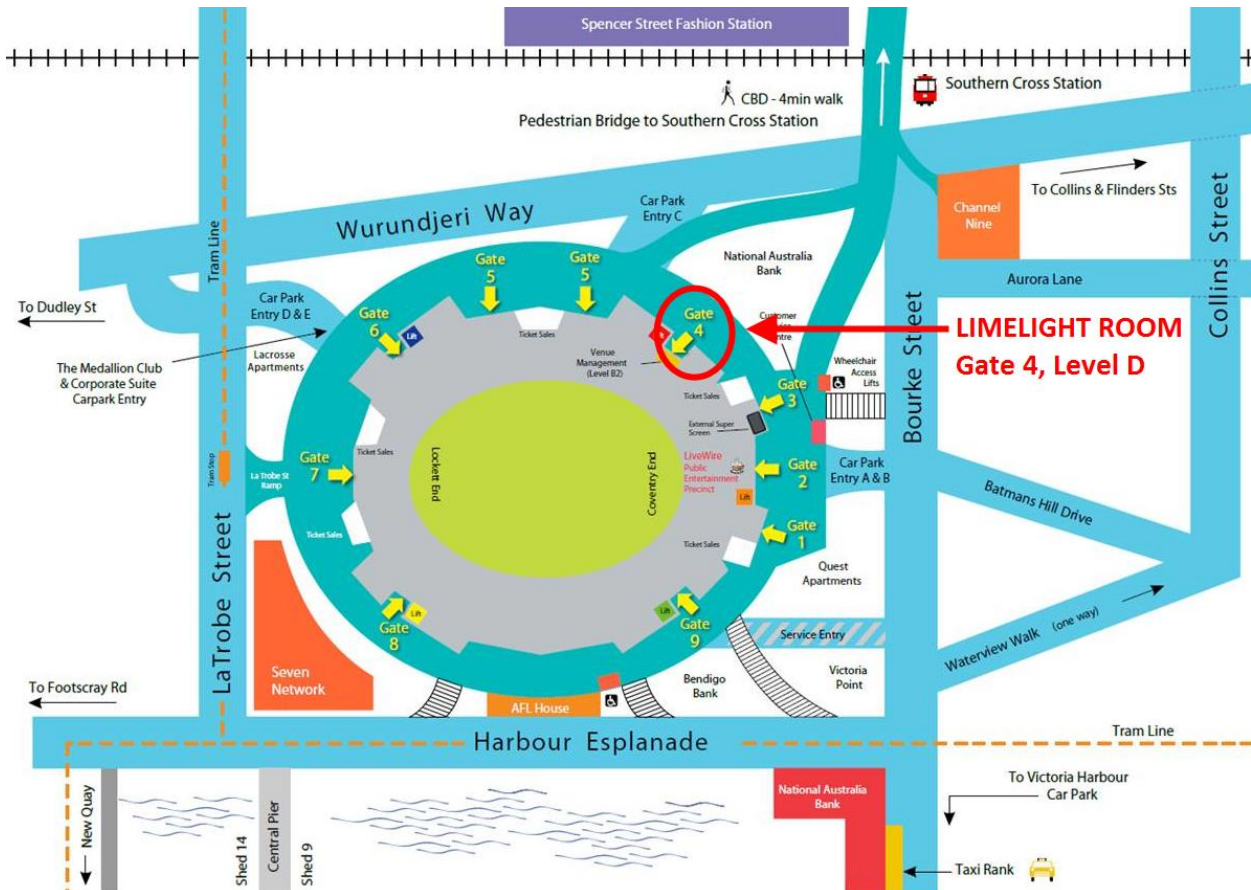 Spencer Street Fashion Station
Southern Cross Station
CBD - 4min walk
Pedestrian Bridge to Southern Cross Station
To Collins & Flinders Sts
Collins Street
Channel
Nine
Aurora Lane
Wurundjeri Way
Car Park
Entry C
National Australia
Bank
Tram Line
To Dudley St
Car Park
Entry D & E
Lacrosse
Apartments
The Medallion Club
& Corporate Suite
Carpark Entry
Gate
5
Gate
5
Gate
6
Lift
Ticket Sales
Gate
4
Venue
Management
(Level B2)
Customer
LIMELIGHT ROOM
Gate 4, Level D
Wheelchair
Access
Lifts
Bourke Street
Ticket Sales
Gate
3
External Super
Screen
LiveWire
Public
Entertainment
Precinct
Lift
Gate
2
Car Park
Entry A & B
Batmans Hill Drive
Gate
1
Ticket Sales
Coventry End
Lockett End
Ticket Sales
Gate
7
La Trobe St
Ramp
Tram Stop
LaTrobe Street
Ticket Sales
Quest
Apartments
Waterview Walk (one way)
Service Entry
Victoria
Point
Lift
Gate
8
Lift
Gate
9
Bendigo
Bank
Seven
Network
AFL House
To Footscray Rd
Harbour Esplanade
Tram Line
New Quay
Shed 14
Central Pier
Shed 9
National Australia
Bank
To Victoria Harbour
Car Park
Taxi Rank